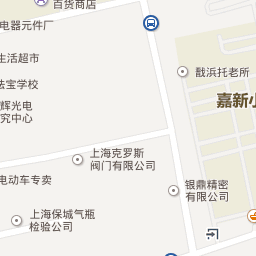 百货商店
电器元件厂
生活超市
戬浜托老所
法宝学校
嘉新小
辉光电
究中心
上海克罗斯
阀门有限公司
电动车专卖
银鼎精密
有限公司
上海保城气瓶
检验公司